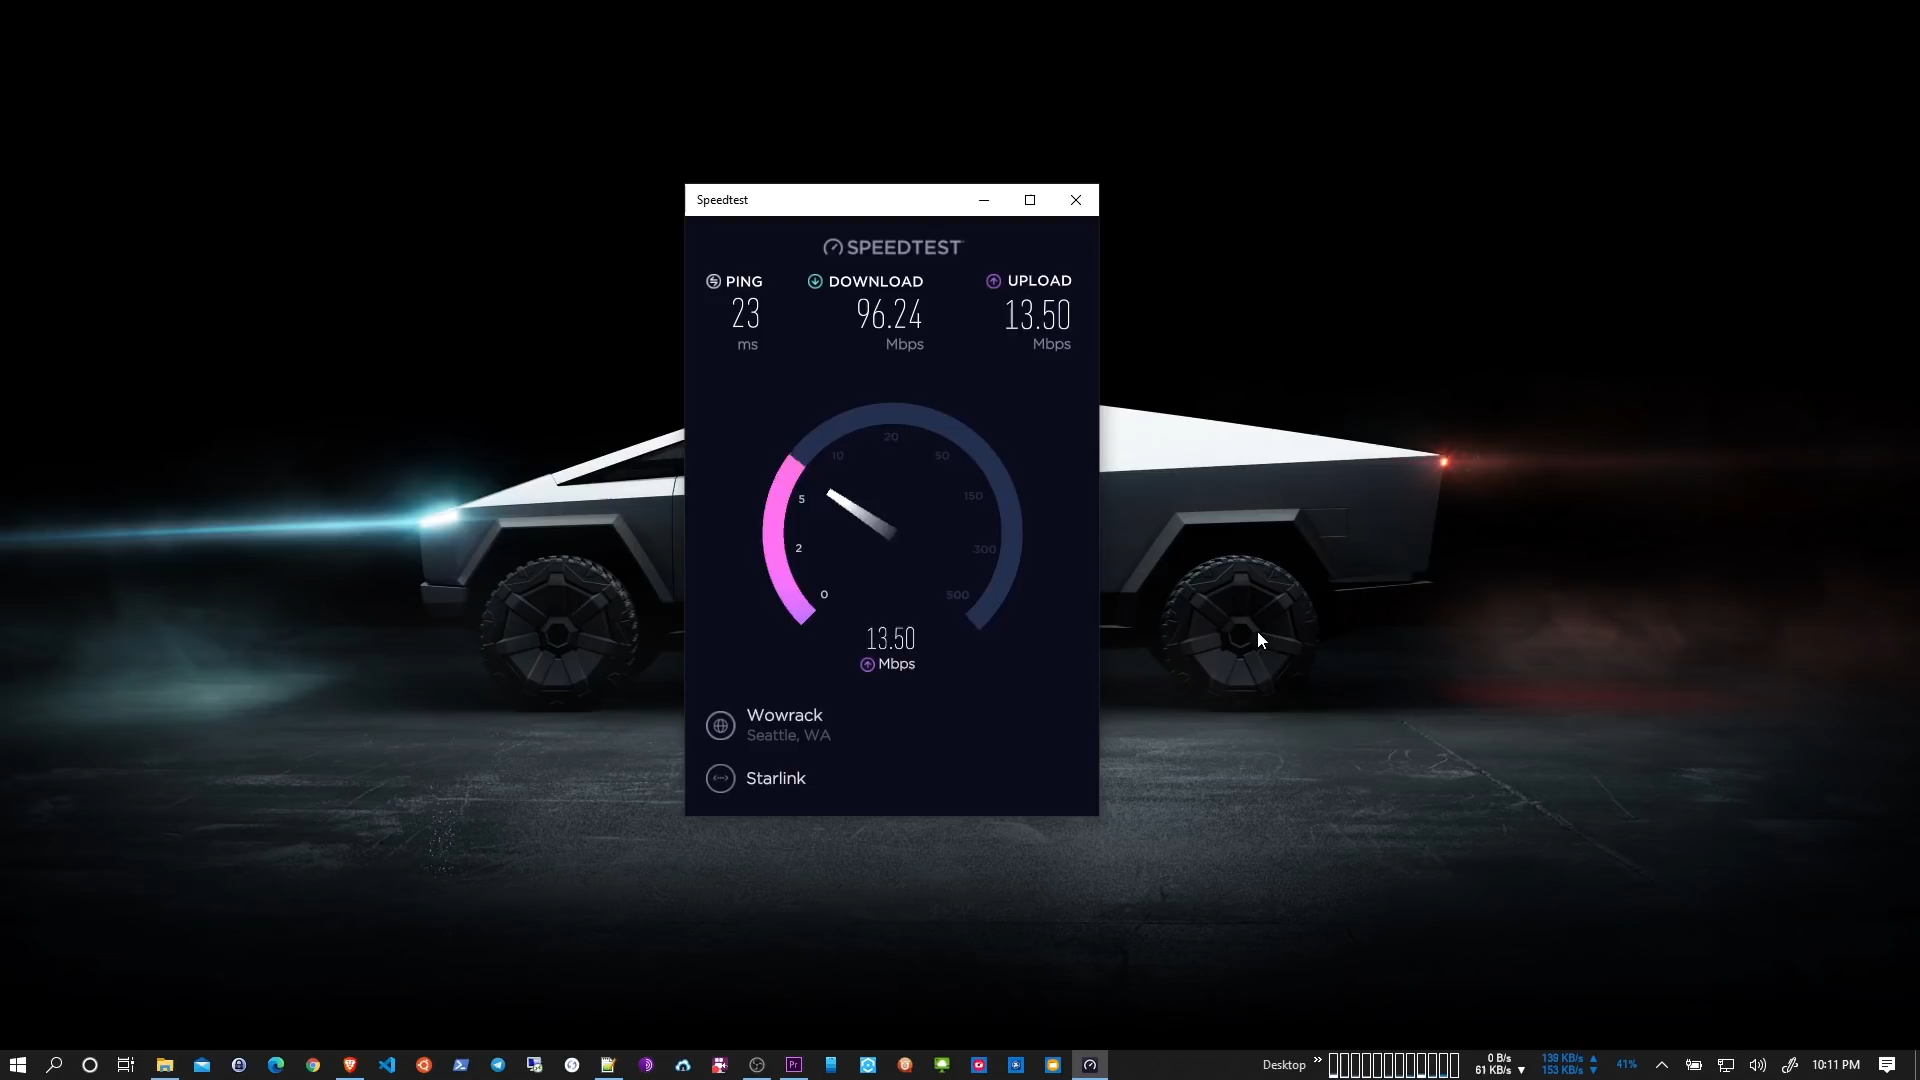 Speedtest
SPEEDTEST
PING
DOWNLOAD
UPLOAD
23
96.24
13.50
ms
Mbps
Mbps
20
10
50
5
150
2
300
0
500
13.50
Mbps
Wowrack
Seattle, WA
Starlink
Pr
Desktop
0 B/s
61 KB/s
139 KB/s
153 KB/s
41%
10:11 PM